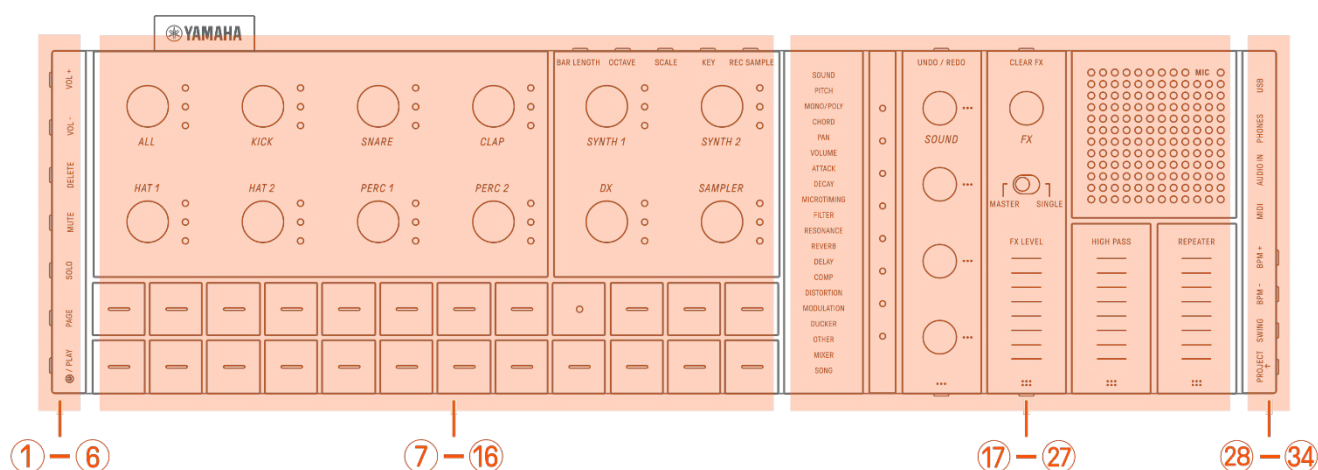 YAMAHA
VOL +
VOL -
DELETE
MUTE
SOLO
PAGE
/ PLAY
BAR LENGTH OCTAVE SCALE KEY REC SAMPLE
ALL KICK SNARE CLAP SYNTH 1 SYNTH 2
HAT 1 HAT 2 PERC 1 PERC 2 DX SAMPLER
SOUND
PITCH
MONO/POLY
CHORD
PAN
VOLUME
ATTACK
DECAY
MICROTIMING
FILTER
RESONANCE
REVERB
DELAY
COMP
DISTORTION
MODULATION
DUCKER
OTHER
MIXER
SONG
UNDO / REDO
SOUND
CLEAR FX
FX
MASTER SINGLE
MIC
FX LEVEL
HIGH PASS
REPEATER
USB
PHONES
AUDIO IN
MIDI
BPM +
BPM -
SWING
PROJECT ↑
① – ⑥ ⑦ – ⑯ ⑰ – ㉗ ㉘ – ㉞